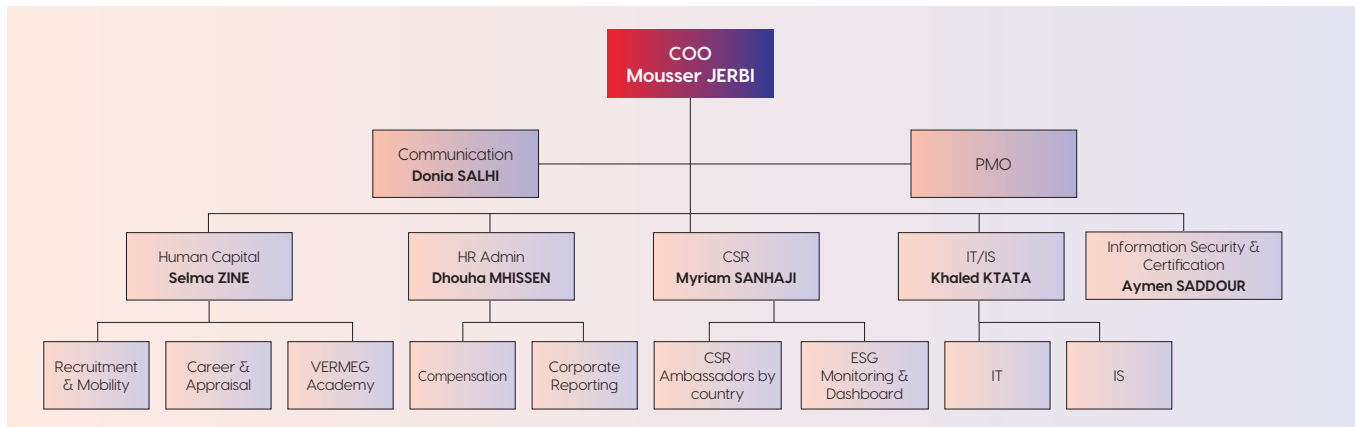 COO
Mousser JERBI
Communication
Donia SALHI
PMO
Human Capital
Selma ZINE
HR Admin
Dhouha MHISSEN
CSR
Myriam SANHAJI
IT/IS
Khaled KTATA
Information Security &
Certification
Aymen SADDOUR
Recruitment
& Mobility
Career &
Appraisal
VERMEG
Academy
Compensation
Corporate
Reporting
CSR
Ambassadors by
country
ESG
Monitoring &
Dashboard
IT
IS